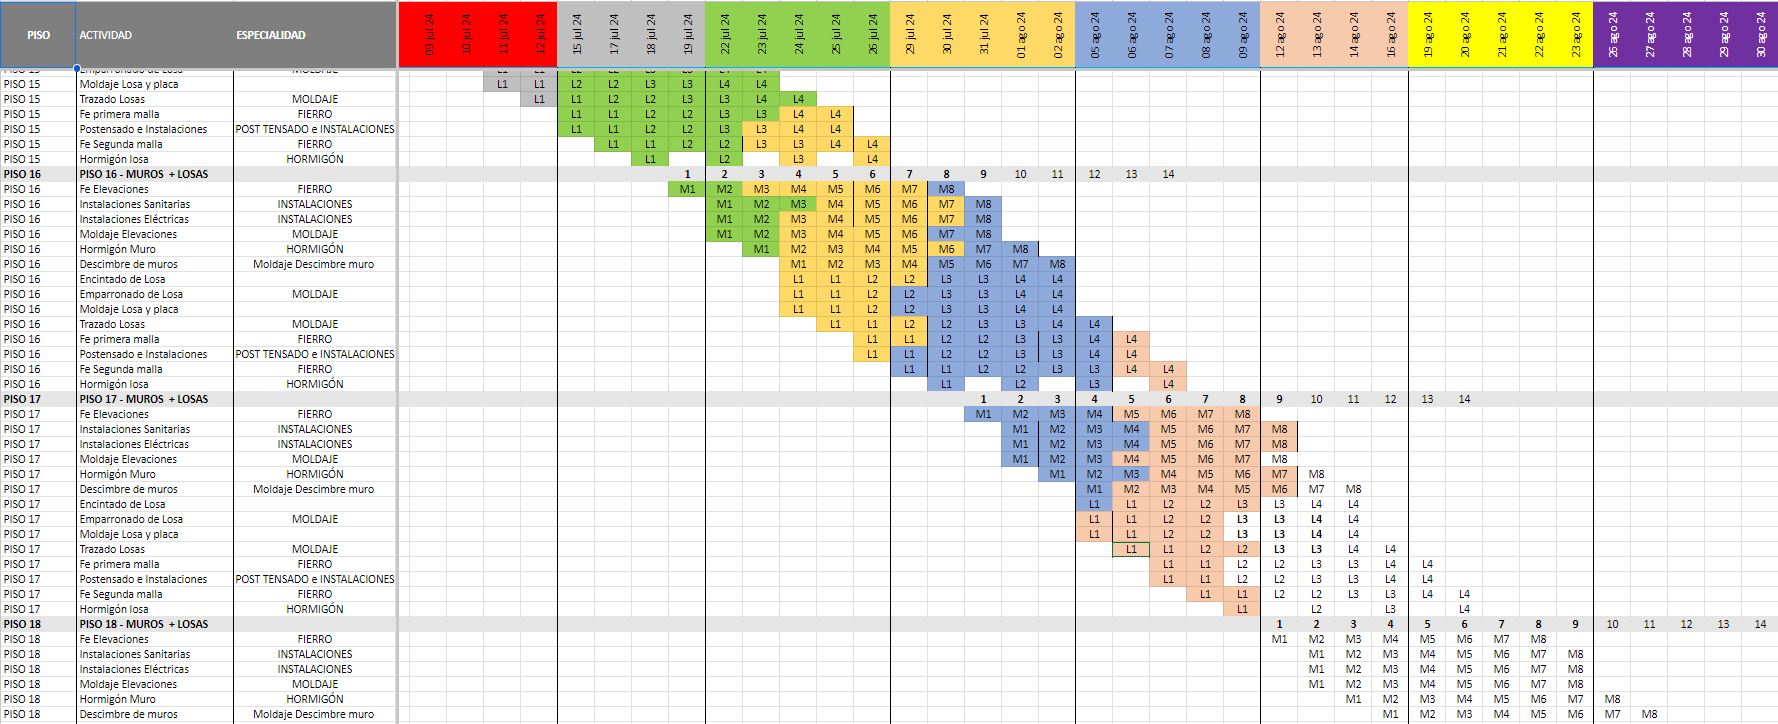 PISO ACTIVIDAD ESPECIALIDAD 09 jul 24 10 jul 24 11 jul 24 12 jul 24 15 jul 24 17 jul 24 18 jul 24 19 jul 24 22 jul 24 23 jul 24 24 jul 24 25 jul 24 26 jul 24 29 jul 24 30 jul 24 31 jul 24 01 ago 24 02 ago 24 05 ago 24 06 ago 24 07 ago 24 08 ago 24 09 ago 24 12 ago 24 13 ago 24 14 ago 24 16 ago 24 19 ago 24 20 ago 24 21 ago 24 22 ago 24 23 ago 24 26 ago 24 27 ago 24 28 ago 24 29 ago 24 30 ago 24
PISO 15 Emparronado de Losa MOLDAJE L1 L1 L2 L2 L3 L3 L4 L4
PISO 15 Moldaje Losa y placa L1 L1 L2 L2 L3 L3 L4 L4
PISO 15 Trazado Losas MOLDAJE L1 L1 L2 L2 L3 L3 L4 L4
PISO 15 Fe primera malla FIERRO L1 L1 L2 L2 L3 L3 L4 L4
PISO 15 Postensado e Instalaciones POST TENSADO e INSTALACIONES L1 L1 L2 L2 L3 L3 L4 L4
PISO 15 Fe Segunda malla FIERRO L1 L1 L2 L2 L3 L3 L4 L4
PISO 15 Hormigón losa HORMIGÓN L1 L2 L3 L4
PISO 16 PISO 16 - MUROS + LOSAS 1 2 3 4 5 6 7 8 9 10 11 12 13 14
PISO 16 Fe Elevaciones FIERRO M1 M2 M3 M4 M5 M6 M7 M8
PISO 16 Instalaciones Sanitarias INSTALACIONES M1 M2 M3 M4 M5 M6 M7 M8
PISO 16 Instalaciones Eléctricas INSTALACIONES M1 M2 M3 M4 M5 M6 M7 M8
PISO 16 Moldaje Elevaciones MOLDAJE M1 M2 M3 M4 M5 M6 M7 M8
PISO 16 Hormigón Muro HORMIGÓN M1 M2 M3 M4 M5 M6 M7 M8
PISO 16 Descimbre de muros Moldaje Descimbre muro M1 M2 M3 M4 M5 M6 M7 M8
PISO 16 Encintado de Losa L1 L1 L2 L2 L3 L3 L4 L4
PISO 16 Emparronado de Losa MOLDAJE L1 L1 L2 L2 L3 L3 L4 L4
PISO 16 Moldaje Losa y placa L1 L1 L2 L2 L3 L3 L4 L4
PISO 16 Trazado Losas MOLDAJE L1 L1 L2 L2 L3 L3 L4 L4
PISO 16 Fe primera malla FIERRO L1 L1 L2 L2 L3 L3 L4 L4
PISO 16 Postensado e Instalaciones POST TENSADO e INSTALACIONES L1 L1 L2 L2 L3 L3 L4 L4
PISO 16 Fe Segunda malla FIERRO L1 L1 L2 L2 L3 L3 L4 L4
PISO 16 Hormigón losa HORMIGÓN L1 L2 L3 L4
PISO 17 PISO 17 - MUROS + LOSAS 1 2 3 4 5 6 7 8 9 10 11 12 13 14
PISO 17 Fe Elevaciones FIERRO M1 M2 M3 M4 M5 M6 M7 M8
PISO 17 Instalaciones Sanitarias INSTALACIONES M1 M2 M3 M4 M5 M6 M7 M8
PISO 17 Instalaciones Eléctricas INSTALACIONES M1 M2 M3 M4 M5 M6 M7 M8
PISO 17 Moldaje Elevaciones MOLDAJE M1 M2 M3 M4 M5 M6 M7 M8
PISO 17 Hormigón Muro HORMIGÓN M1 M2 M3 M4 M5 M6 M7 M8
PISO 17 Descimbre de muros Moldaje Descimbre muro M1 M2 M3 M4 M5 M6 M7 M8
PISO 17 Encintado de Losa L1 L1 L2 L2 L3 L3 L4 L4
PISO 17 Emparronado de Losa MOLDAJE L1 L1 L2 L2 L3 L3 L4 L4
PISO 17 Moldaje Losa y placa L1 L1 L2 L2 L3 L3 L4 L4
PISO 17 Trazado Losas MOLDAJE L1 L1 L2 L2 L3 L3 L4 L4
PISO 17 Fe primera malla FIERRO L1 L1 L2 L2 L3 L3 L4 L4
PISO 17 Postensado e Instalaciones POST TENSADO e INSTALACIONES L1 L1 L2 L2 L3 L3 L4 L4
PISO 17 Fe Segunda malla FIERRO L1 L1 L2 L2 L3 L3 L4 L4
PISO 17 Hormigón losa HORMIGÓN L1 L2 L3 L4
PISO 18 PISO 18 - MUROS + LOSAS 1 2 3 4 5 6 7 8 9 10 11 12 13 14
PISO 18 Fe Elevaciones FIERRO M1 M2 M3 M4 M5 M6 M7 M8
PISO 18 Instalaciones Sanitarias INSTALACIONES M1 M2 M3 M4 M5 M6 M7 M8
PISO 18 Instalaciones Eléctricas INSTALACIONES M1 M2 M3 M4 M5 M6 M7 M8
PISO 18 Moldaje Elevaciones MOLDAJE M1 M2 M3 M4 M5 M6 M7 M8
PISO 18 Hormigón Muro HORMIGÓN M1 M2 M3 M4 M5 M6 M7 M8
PISO 18 Descimbre de muros Moldaje Descimbre muro M1 M2 M3 M4 M5 M6 M7 M8